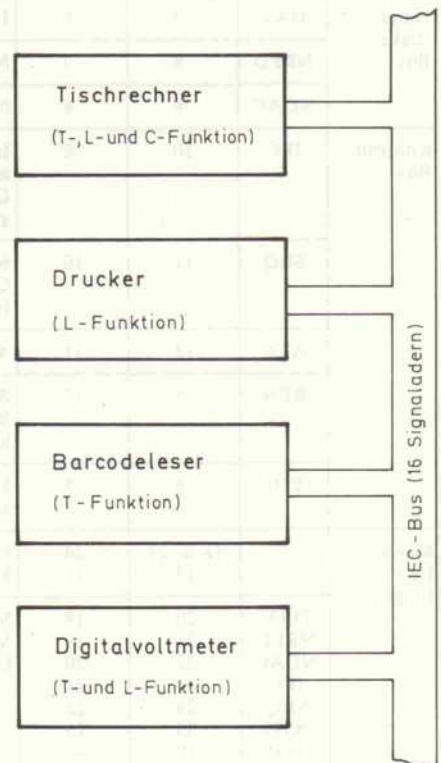 Tischrechner
(T-, L- und C-Funktion)
Drucker
(L-Funktion)
Barcodeleser
(T-Funktion)
Digitalvoltmeter
(T- und L-Funktion)
IEC-Bus (16 Signaladern)